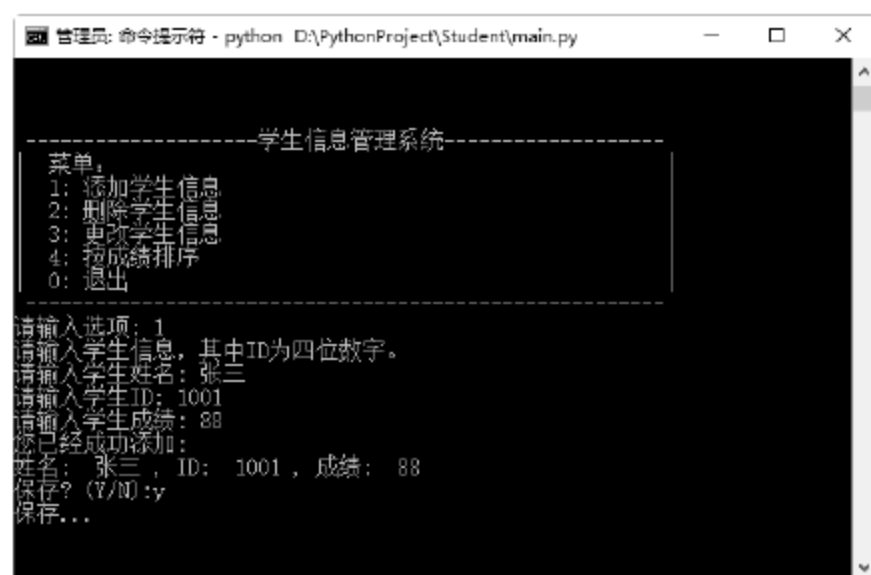 管理员: 命令提示符 - python D:\PythonProject\Student\main.py
--------------------学生信息管理系统-------------------
菜单:
1: 添加学生信息
2: 删除学生信息
3: 更改学生信息
4: 按成绩排序
0: 退出
-------------------------------------------------------
请输入选项: 1
请输入学生信息，其中ID为四位数字。
请输入学生姓名: 张三
请输入学生ID: 1001
请输入学生成绩: 88
您已经成功添加:
姓名: 张三 , ID: 1001 , 成绩: 88
保存? (Y/N):y
保存...